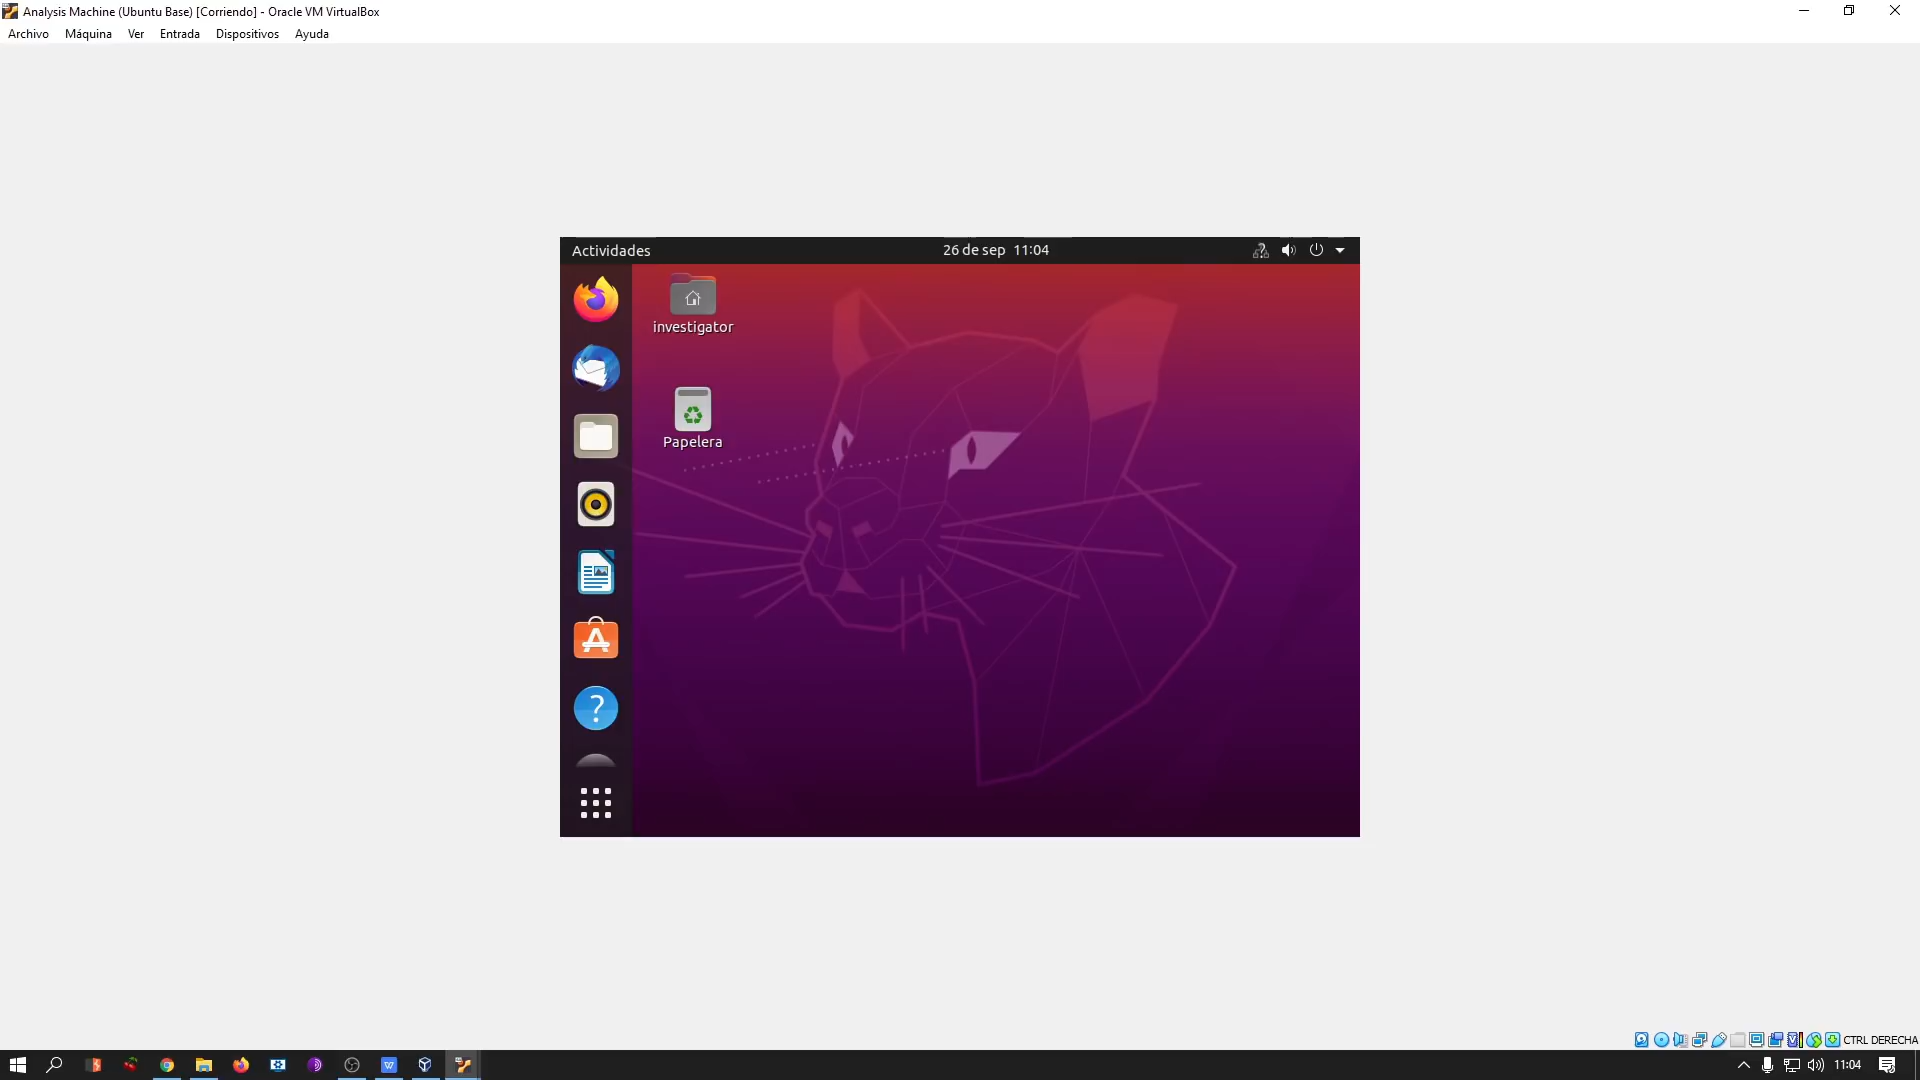 Analysis Machine (Ubuntu Base) [Corriendo] - Oracle VM VirtualBox
Archivo Máquina Ver Entrada Dispositivos Ayuda
Actividades 26 de sep 11:04
investigator
Papelera
CTRL DERECHA
11:04